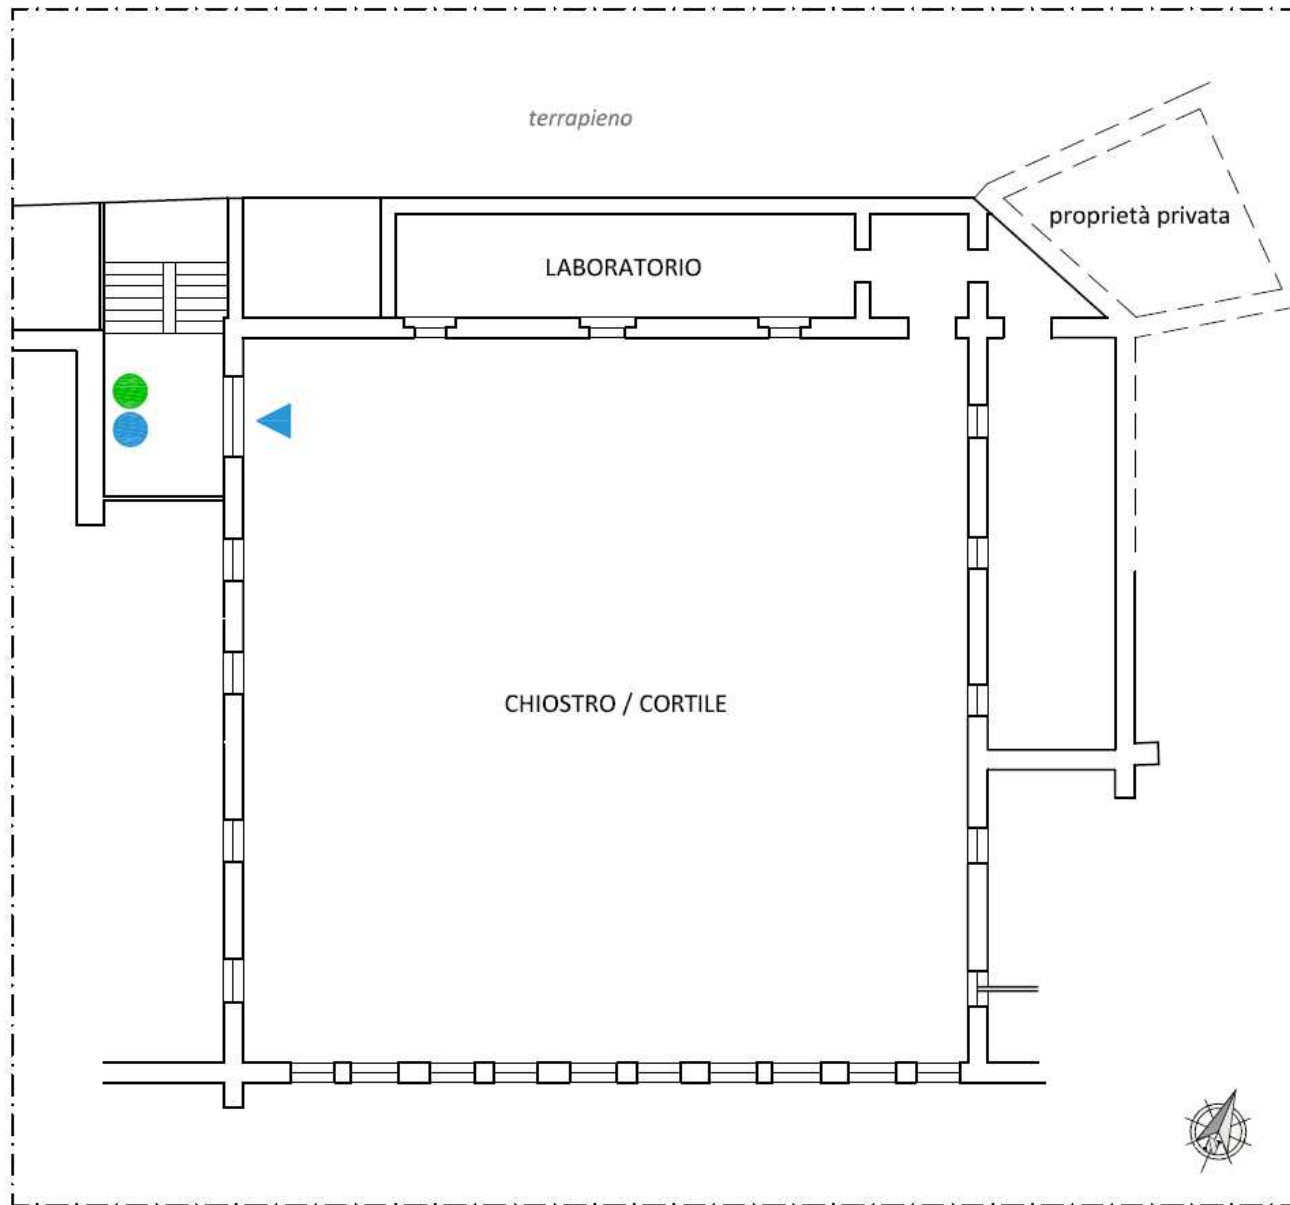 terrapieno
proprietà privata
LABORATORIO
CHIOSTRO / CORTILE
N